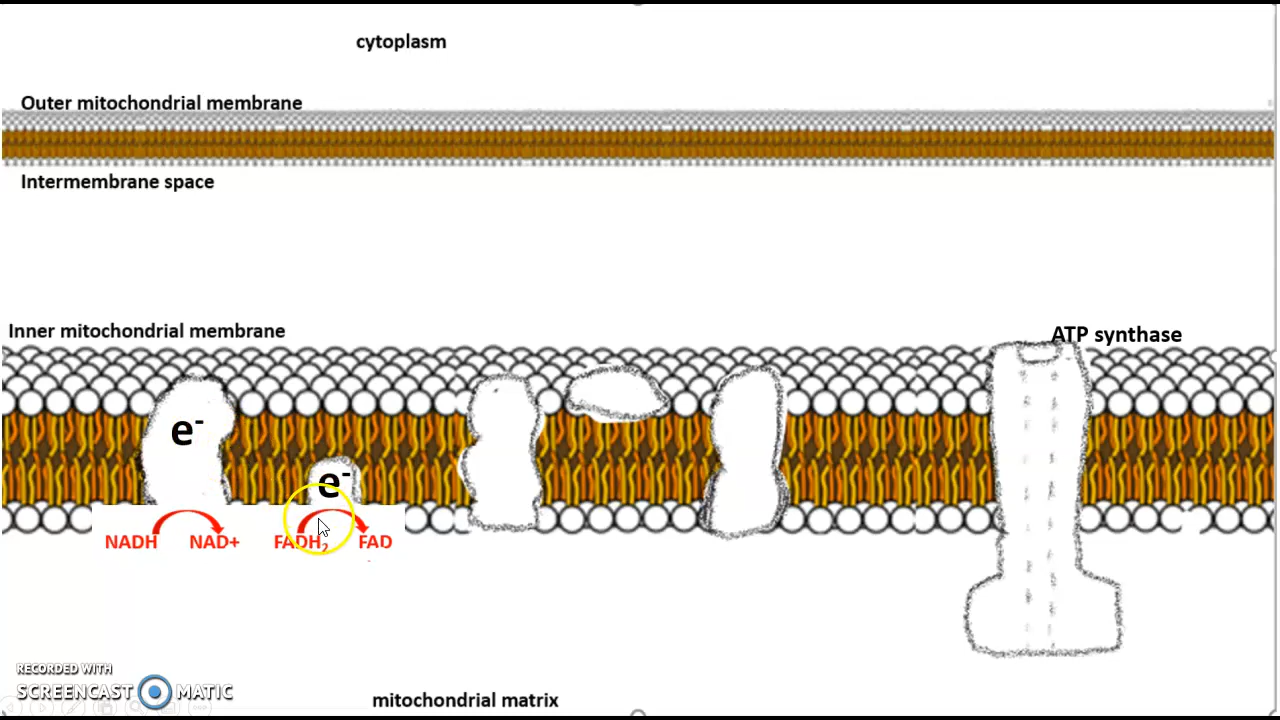 cytoplasm
Outer mitochondrial membrane
Intermembrane space
Inner mitochondrial membrane
ATP synthase
e-
e-
NADH NAD+ FADH2 FAD
RECORDED WITH
SCREENCAST MATIC
mitochondrial matrix